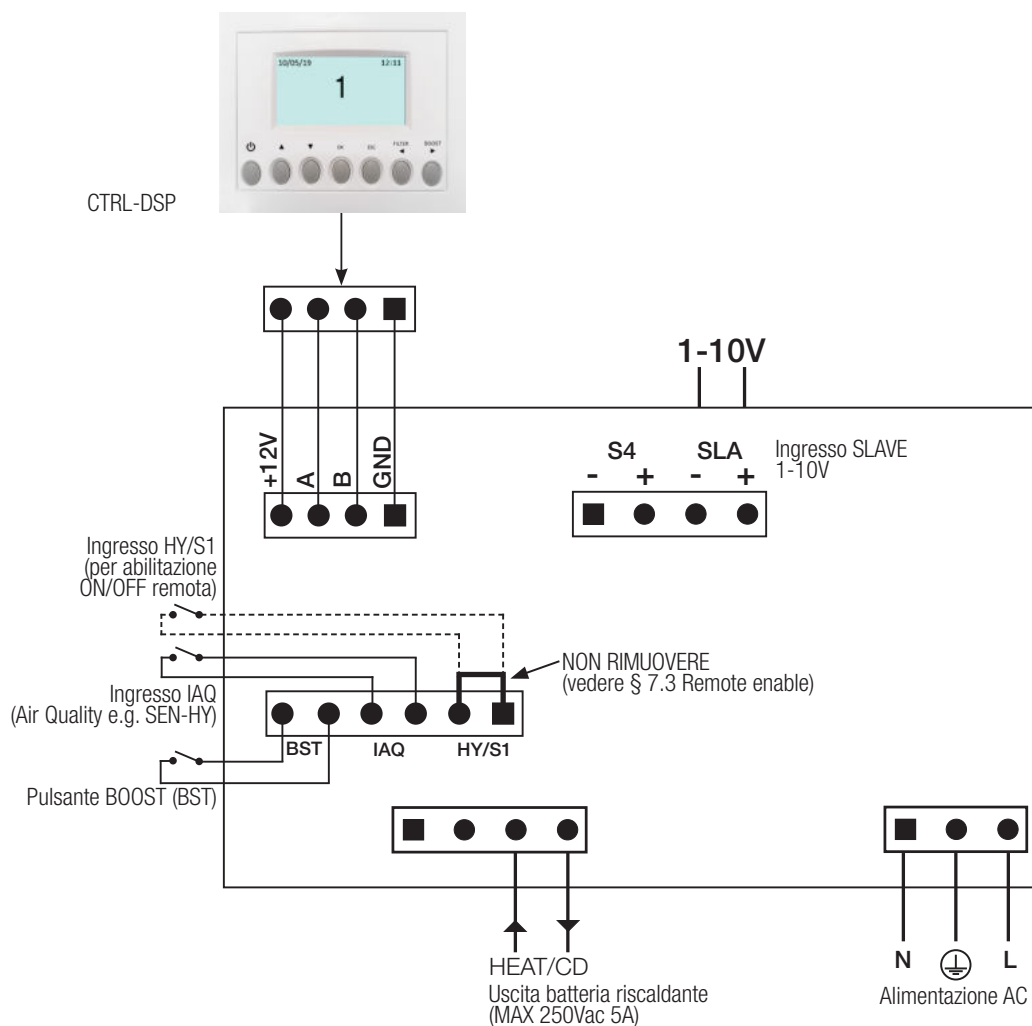 10/05/19 12:11
1
FILTER BOOST
OK ESC
CTRL-DSP
1-10V
+12V
A
B
GND
S4 SLA
- + - +
Ingresso SLAVE
1-10V
Ingresso HY/S1
(per abilitazione
ON/OFF remota)
NON RIMUOVERE
(vedere § 7.3 Remote enable)
Ingresso IAQ
(Air Quality e.g. SEN-HY)
BST IAQ HY/S1
Pulsante BOOST (BST)
HEAT/CD
Uscita batteria riscaldante
(MAX 250Vac 5A)
N L
Alimentazione AC